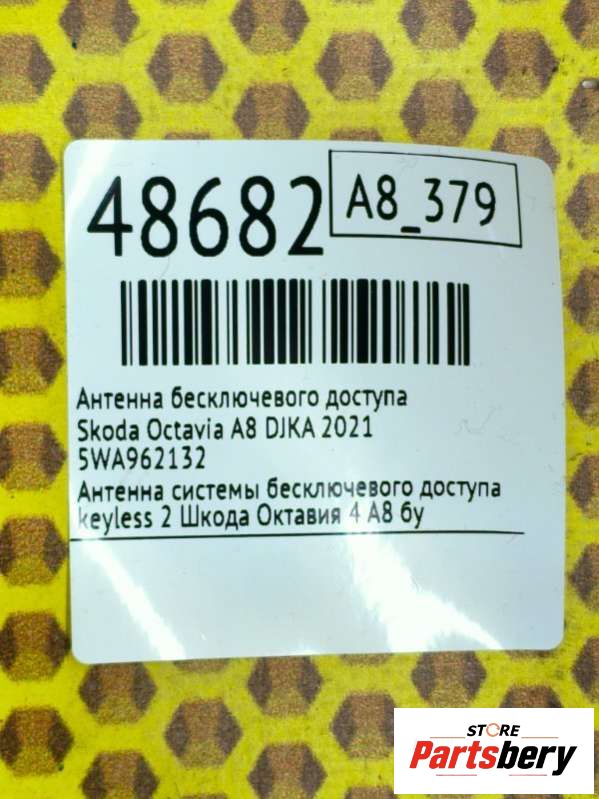 48682
A8_379
Антенна бесключевого доступа
Skoda Octavia A8 DJKA 2021
5WA962132
Антенна системы бесключевого доступа
keyless 2 Шкода Октавия 4 А8 бу
STORE
Partsbery